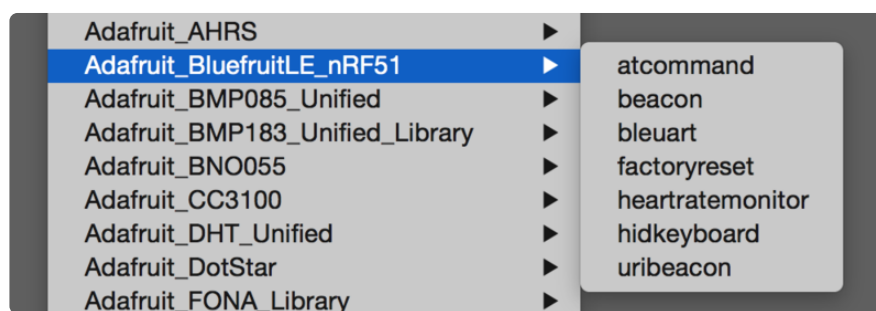 Adafruit_AHRS
Adafruit_BluefruitLE_nRF51
Adafruit_BMP085_Unified
Adafruit_BMP183_Unified_Library
Adafruit_BNO055
Adafruit_CC3100
Adafruit_DHT_Unified
Adafruit_DotStar
Adafruit_FONA_Library
atcommand
beacon
bleuart
factoryreset
heartratemonitor
hidkeyboard
uribeacon